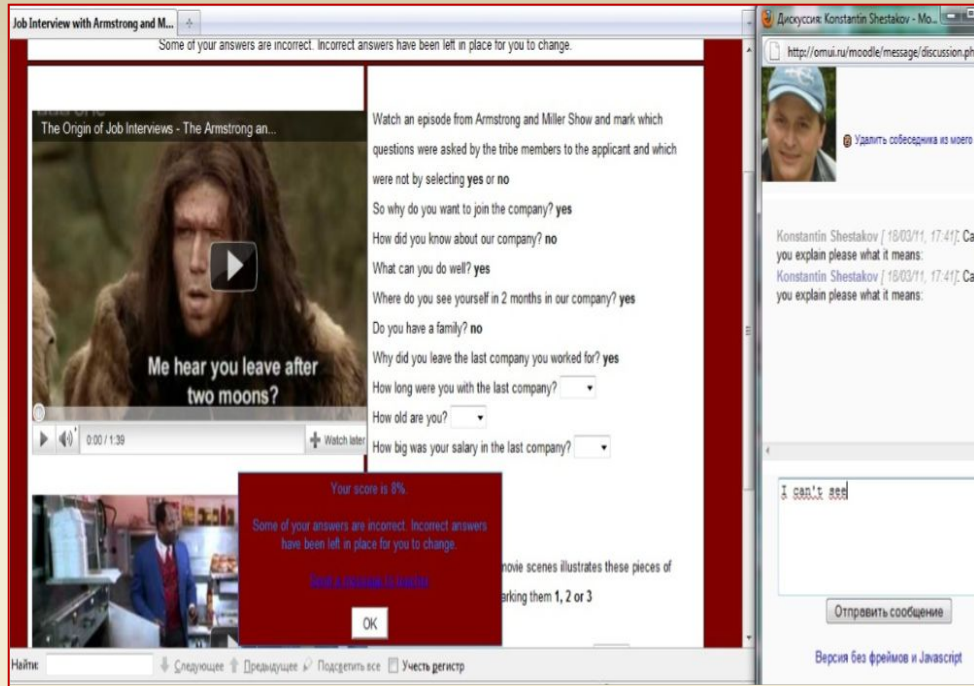 Job Interview with Armstrong and M...
Some of your answers are incorrect. Incorrect answers have been left in place for you to change.
The Origin of Job Interviews - The Armstrong an...
Me hear you leave after
two moons?
0:00 / 1:39
Watch later
Watch an episode from Armstrong and Miller Show and mark which
questions were asked by the tribe members to the applicant and which
were not by selecting yes or no
So why do you want to join the company? yes
How did you know about our company? no
What can you do well? yes
Where do you see yourself in 2 months in our company? yes
Do you have a family? no
Why did you leave the last company you worked for? yes
How long were you with the last company?
How old are you?
How big was your salary in the last company?
Your score is 8%.
Some of your answers are incorrect. Incorrect answers
have been left in place for you to change.
OK
movie scenes illustrates these pieces of
arking them 1, 2 or 3
Найти:
Следующее
Предыдущее
Подсветить все
Учесть регистр
Дискуссия: Konstantin Shestakov - Mo...
http://omui.ru/moodle/message/discussion.ph
Удалить собеседника из моего
Konstantin Shestakov [ 18/03/11, 17:41]: Ca
you explain please what it means:
Konstantin Shestakov [ 18/03/11, 17:41]: Ca
you explain please what it means:
I can't see
Отправить сообщение
Версия без фреймов и Javascript